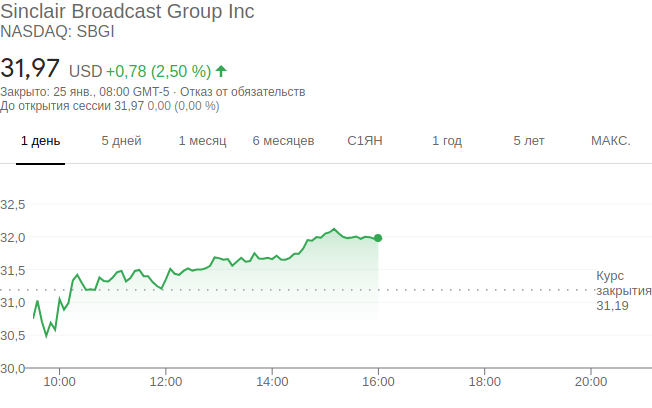 Sinclair Broadcast Group Inc
NASDAQ: SBGI
31,97 USD +0,78 (2,50 %)
Закрыто: 25 янв., 08:00 GMT-5 · Отказ от обязательств
До открытия сессии 31,97 0,00 (0,00 %)
1 день 5 дней 1 месяц 6 месяцев С1ЯН 1 год 5 лет МАКС.
32,5
32,0
31,5
Курс
закрытия
31,19
31,0
30,5
30,0
10:00 12:00 14:00 16:00 18:00 20:00